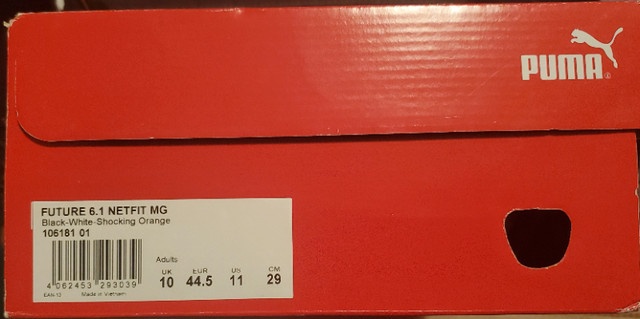 PUMA
FUTURE 6.1 NETFIT MG
Black-White-Shocking Orange
106181 01
Adults
UK EUR US CM
10 44.5 11 29
4 062453 293039
EAN-13 Made in Vietnam